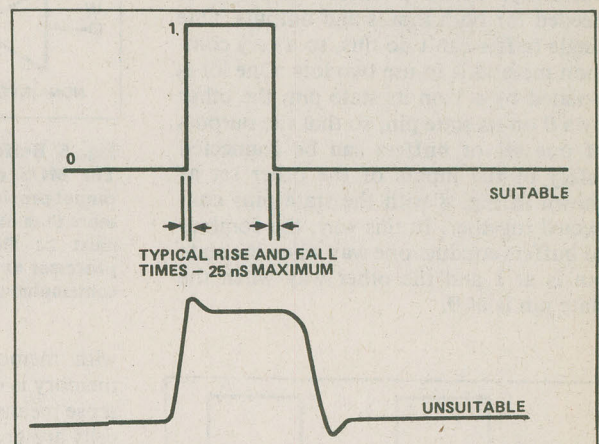 1.
0
SUITABLE
TYPICAL RISE AND FALL
TIMES – 25 nS MAXIMUM
UNSUITABLE